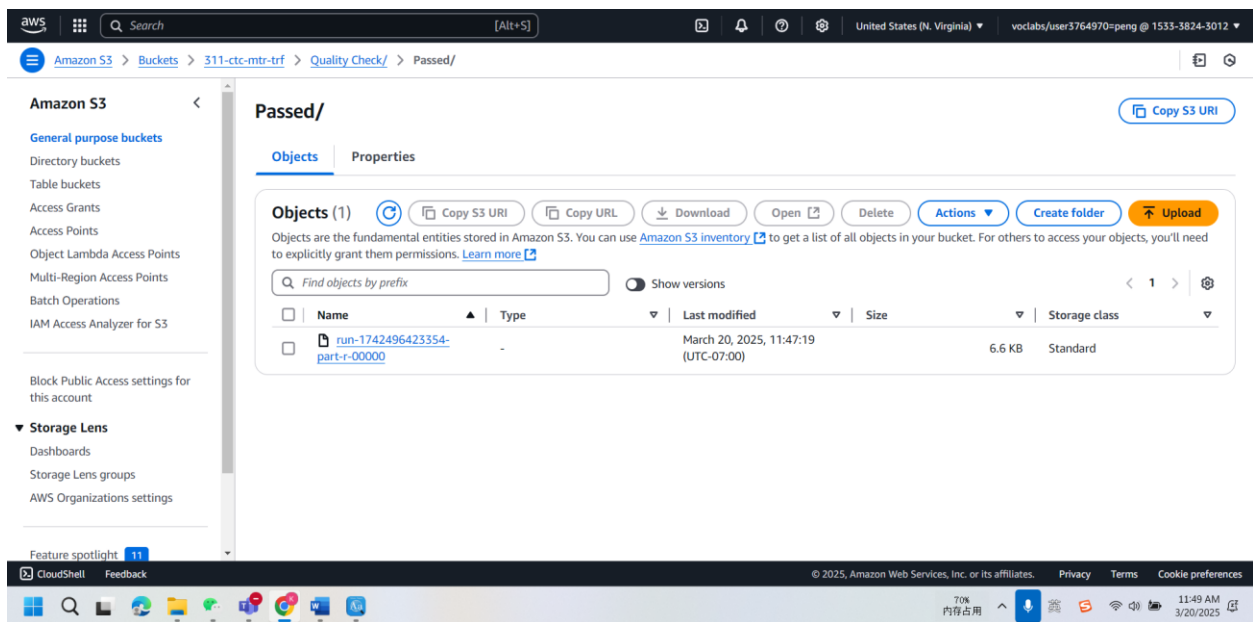 aws
Search [Alt+S]
United States (N. Virginia) ▼ voclabs/user3764970=peng @ 1533-3824-3012 ▼
Amazon S3 > Buckets > 311-ctc-mtr-trf > Quality Check/ > Passed/
Amazon S3
General purpose buckets
Directory buckets
Table buckets
Access Grants
Access Points
Object Lambda Access Points
Multi-Region Access Points
Batch Operations
IAM Access Analyzer for S3
Block Public Access settings for
this account
Storage Lens
Dashboards
Storage Lens groups
AWS Organizations settings
Feature spotlight 11
Passed/
Copy S3 URI
Objects Properties
Objects (1) Copy S3 URI Copy URL Download Open Delete Actions ▼ Create folder Upload
Objects are the fundamental entities stored in Amazon S3. You can use Amazon S3 inventory to get a list of all objects in your bucket. For others to access your objects, you'll need
to explicitly grant them permissions. Learn more
Find objects by prefix Show versions < 1 >
Name Type Last modified Size Storage class
run-1742496423354-
part-r-00000
-
March 20, 2025, 11:47:19
(UTC-07:00)
6.6 KB
Standard
CloudShell Feedback © 2025, Amazon Web Services, Inc. or its affiliates. Privacy Terms Cookie preferences
70%
内存占用
英
11:49 AM
3/20/2025